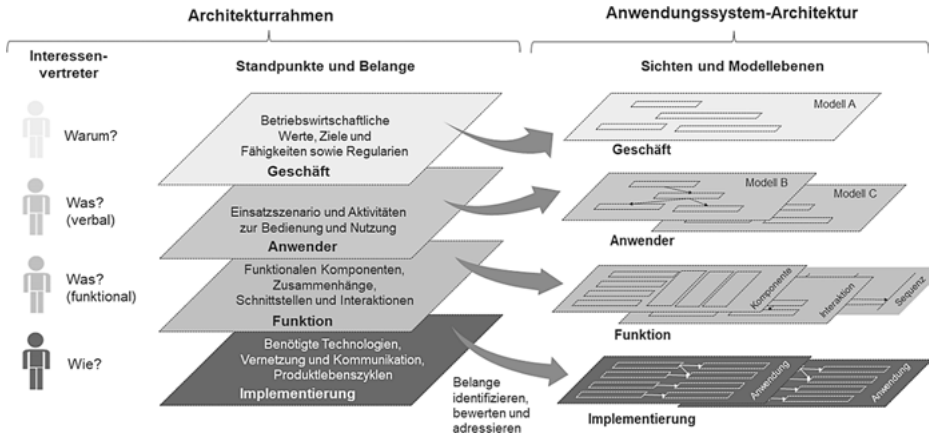 Architekturrahmen
Anwendungssystem-Architektur
Interessen-
vertreter
Standpunkte und Belange
Sichten und Modellebenen
Warum?
Betriebswirtschaftliche
Werte, Ziele und
Fähigkeiten sowie Regularien
Geschäft
Modell A
Geschäft
Was?
(verbal)
Einsatzszenario und Aktivitäten
zur Bedienung und Nutzung
Anwender
Modell B
Modell C
Anwender
Was?
(funktional)
Funktionalen Komponenten,
Zusammenhänge,
Schnittstellen und Interaktionen
Funktion
Komponente
Interaktion
Sequenz
Funktion
Wie?
Benötigte Technologien,
Vernetzung und Kommunikation,
Produktlebenszyklen
Implementierung
Belange
identifizieren,
bewerten und
adressieren
Anwendung
Anwendung
Implementierung